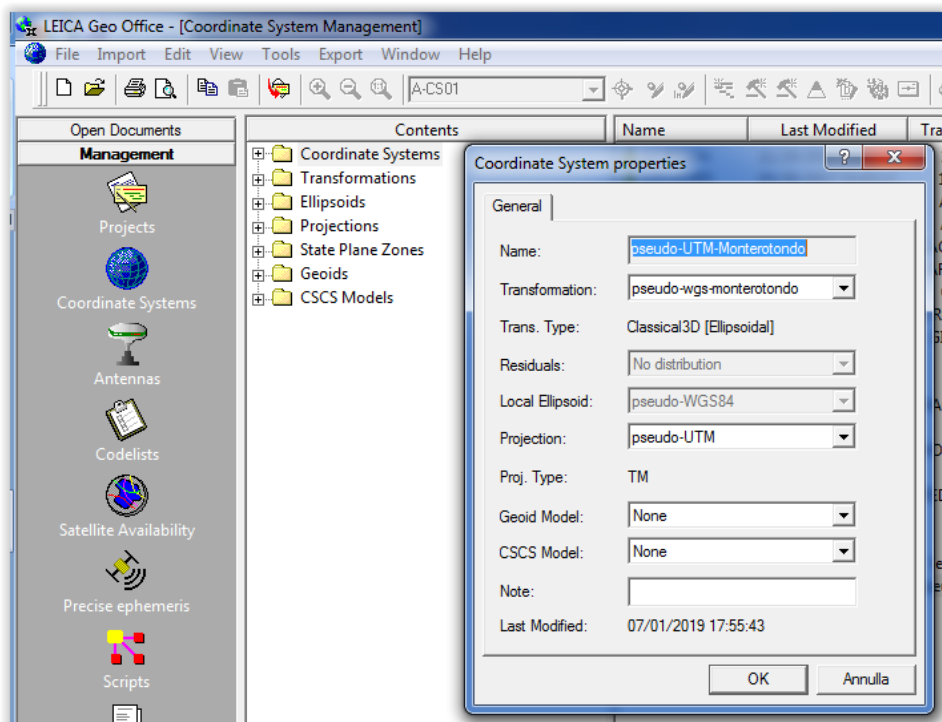 LEICA Geo Office - [Coordinate System Management]
File Import Edit View Tools Export Window Help
A-CS01
Open Documents
Management
Projects
Coordinate Systems
Antennas
Codelists
Satellite Availability
Precise ephemeris
Scripts
Contents
Coordinate Systems
Transformations
Ellipsoids
Projections
State Plane Zones
Geoids
CSCS Models
Name Last Modified Tra
Coordinate System properties
General
Name: pseudo-UTM-Monterotondo
Transformation: pseudo-wgs-monterotondo
Trans. Type: Classical3D [Ellipsoidal]
Residuals: No distribution
Local Ellipsoid: pseudo-WGS84
Projection: pseudo-UTM
Proj. Type: TM
Geoid Model: None
CSCS Model: None
Note:
Last Modified: 07/01/2019 17:55:43
OK Annulla